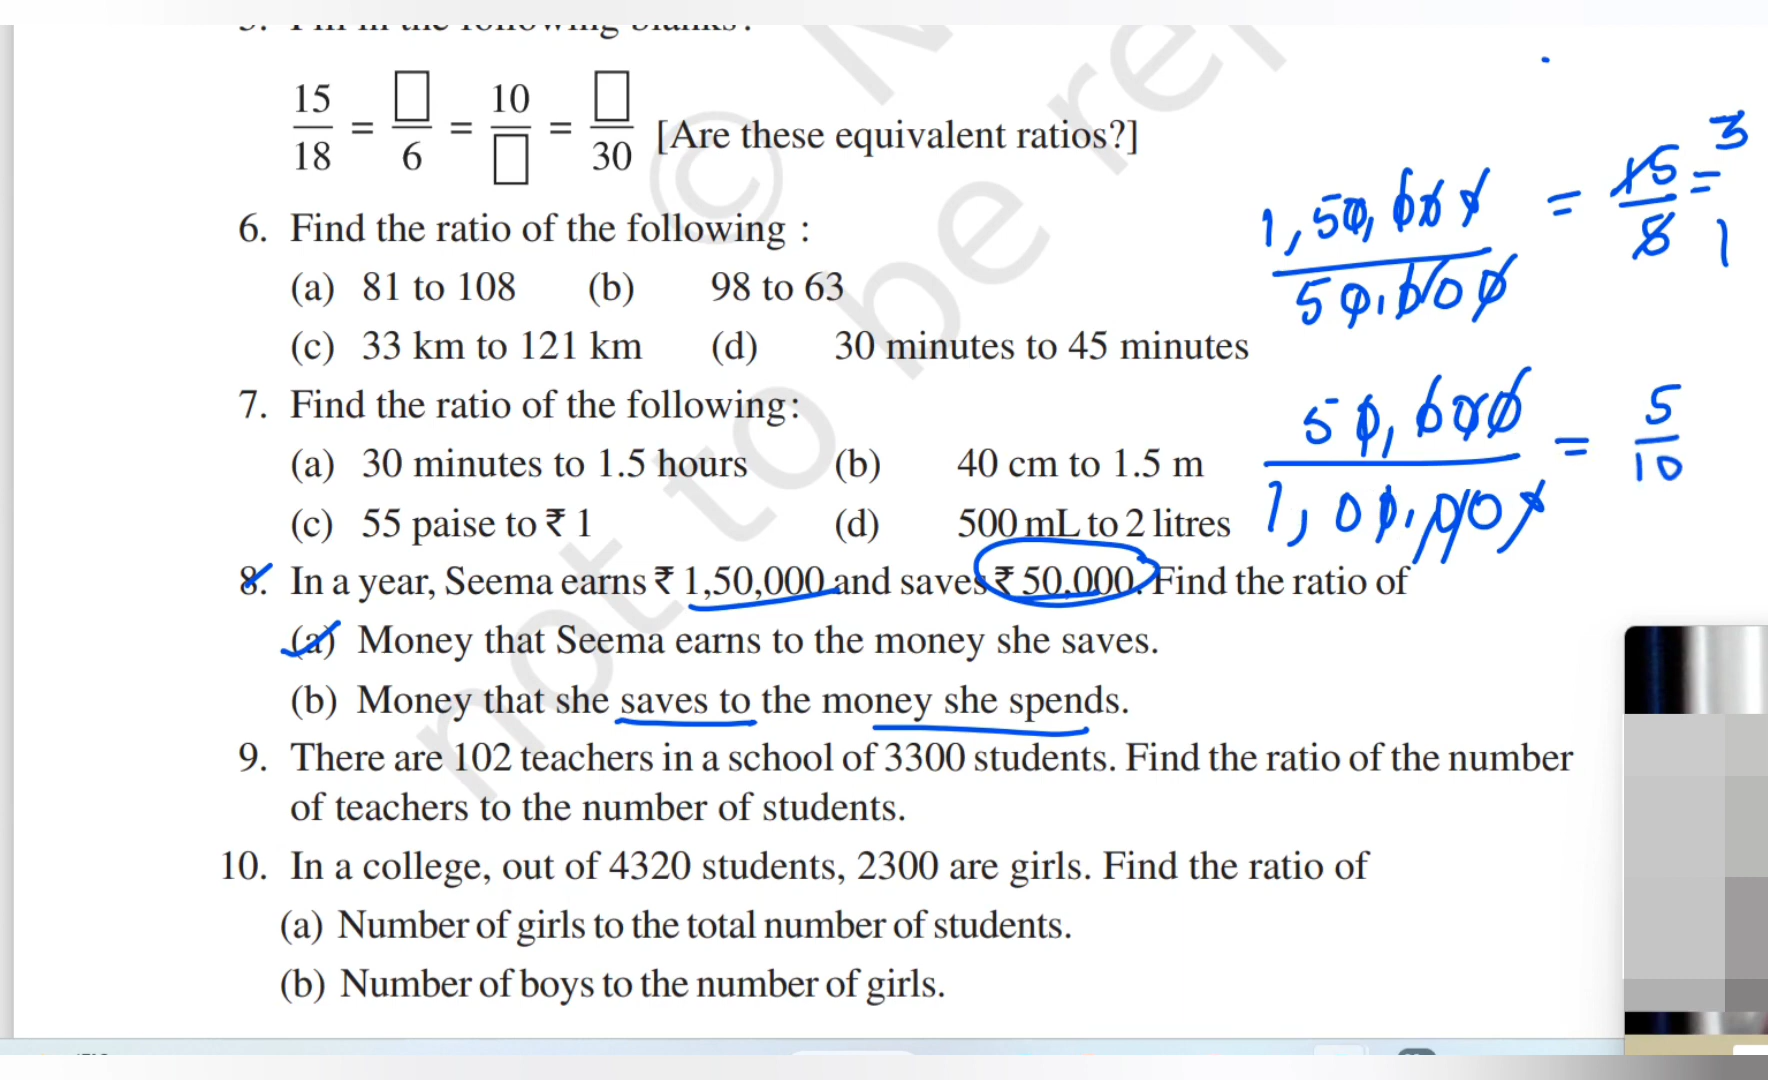 5. Fill in the following blanks:
15/18 = □/6 = 10/□ = □/30 [Are these equivalent ratios?]
6. Find the ratio of the following :
(a) 81 to 108 (b) 98 to 63
(c) 33 km to 121 km (d) 30 minutes to 45 minutes
7. Find the ratio of the following:
(a) 30 minutes to 1.5 hours (b) 40 cm to 1.5 m
(c) 55 paise to ₹ 1 (d) 500 mL to 2 litres
8. In a year, Seema earns ₹ 1,50,000 and saves ₹ 50,000. Find the ratio of
(a) Money that Seema earns to the money she saves.
(b) Money that she saves to the money she spends.
9. There are 102 teachers in a school of 3300 students. Find the ratio of the number
of teachers to the number of students.
10. In a college, out of 4320 students, 2300 are girls. Find the ratio of
(a) Number of girls to the total number of students.
(b) Number of boys to the number of girls.
1,50,000/50,000 = 15/5 = 3/1
50,000/1,00,000 = 5/10
not to be rep